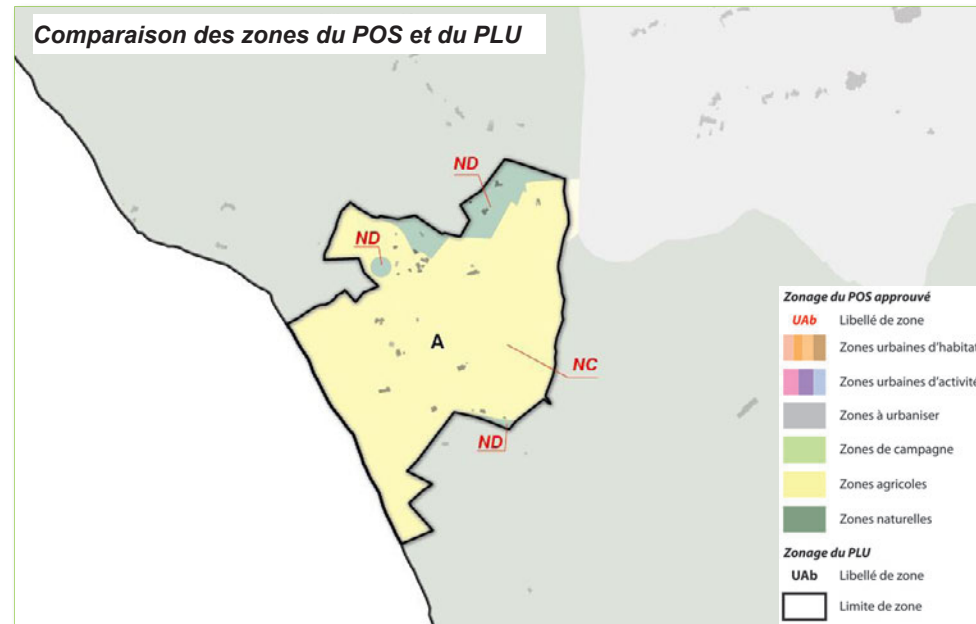 Comparaison des zones du POS et du PLU
ND
ND
A
NC
ND
Zonage du POS approuvé
UAb Libellé de zone
Zones urbaines d'habitat
Zones urbaines d'activité
Zones à urbaniser
Zones de campagne
Zones agricoles
Zones naturelles
Zonage du PLU
UAb Libellé de zone
Limite de zone